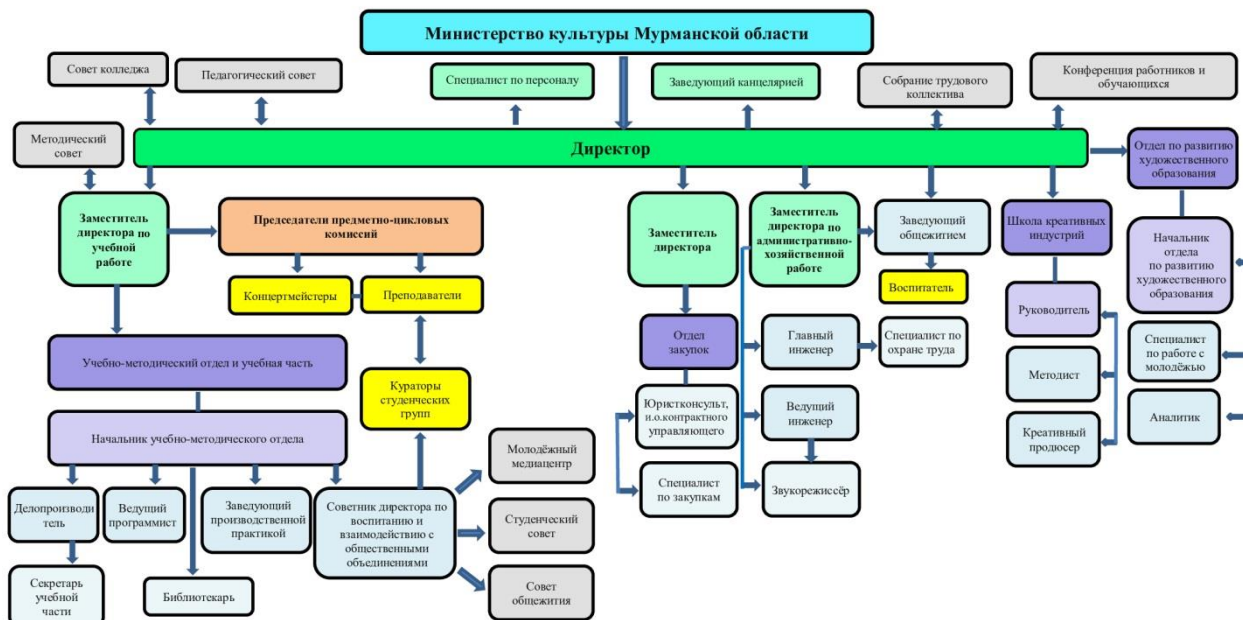 Министерство культуры Мурманской области
Совет колледжа
Педагогический совет
Специалист по персоналу
Заведующий канцелярией
Собрание трудового
коллектива
Конференция работников и
обучающихся
Методический
совет
Директор
Отдел по развитию
художественного
образования
Заместитель
директора по
учебной
работе
Председатели предметно-цикловых
комиссий
Заместитель
директора
Заместитель
директора по
административно-
хозяйственной
работе
Заведующий
общежитием
Школа креативных
индустрий
Начальник
отдела
по развитию
художественного
образования
Концертмейстеры
Преподаватели
Воспитатель
Руководитель
Учебно-методический отдел и учебная часть
Отдел
закупок
Главный
инженер
Специалист по
охране труда
Специалист
по работе с
молодёжью
Кураторы
студенческих
групп
Методист
Юристконсульт,
и.о.контрактного
управляющего
Ведущий
инженер
Аналитик
Начальник учебно-методического отдела
Креативный
продюсер
Молодёжный
медиацентр
Специалист
по закупкам
Звукорежиссёр
Делопроизводи
тель
Ведущий
программист
Заведующий
производственной
практикой
Советник директора по
воспитанию и
взаимодействию с
общественными
объединениями
Студенческий
совет
Секретарь
учебной
части
Библиотекарь
Совет
общежития